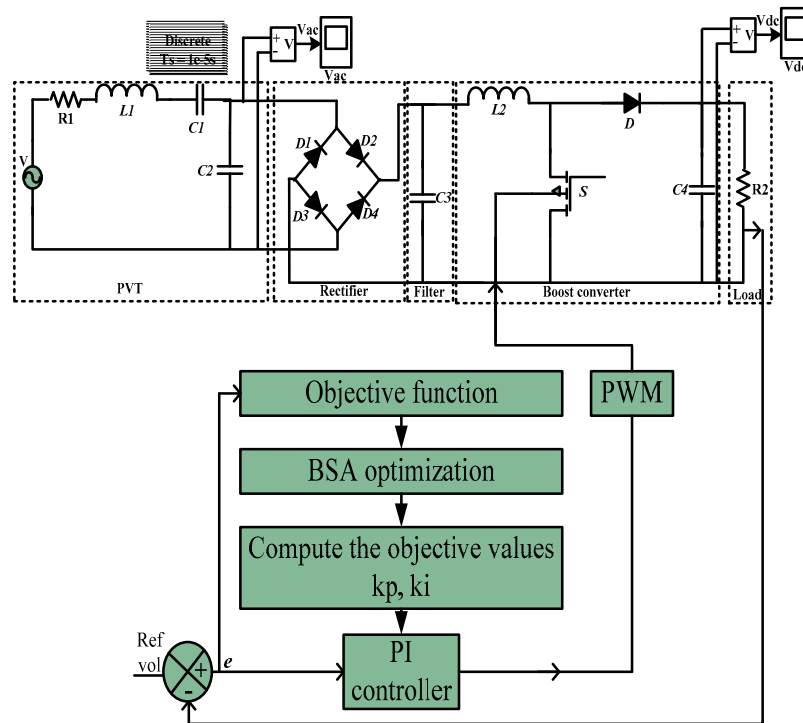 Discrete
Ts = 1e-5s
Vac
+
-
V
Vac
Vdc
+
-
V
Vdc
R1
L1
C1
C2
V
D1
D2
D3
D4
C3
L2
D
S
C4
R2
PVT
Rectifier
Filter
Boost converter
Load
Objective function
PWM
BSA optimization
Compute the objective values
kp, ki
Ref
vol
+
-
e
PI
controller